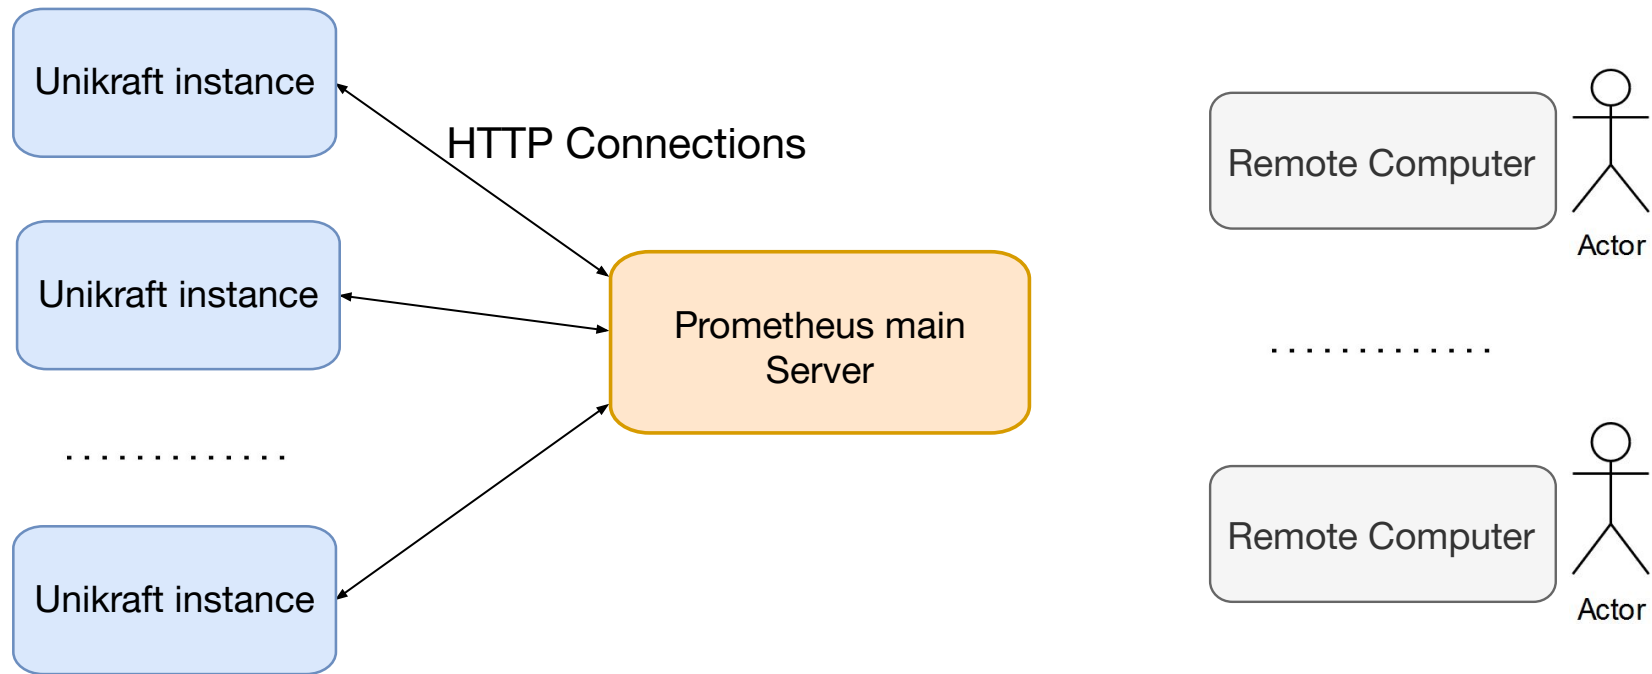 Unikraft instance
HTTP Connections
Unikraft instance
Unikraft instance
Prometheus main
Server
Remote Computer
Actor
Remote Computer
Actor